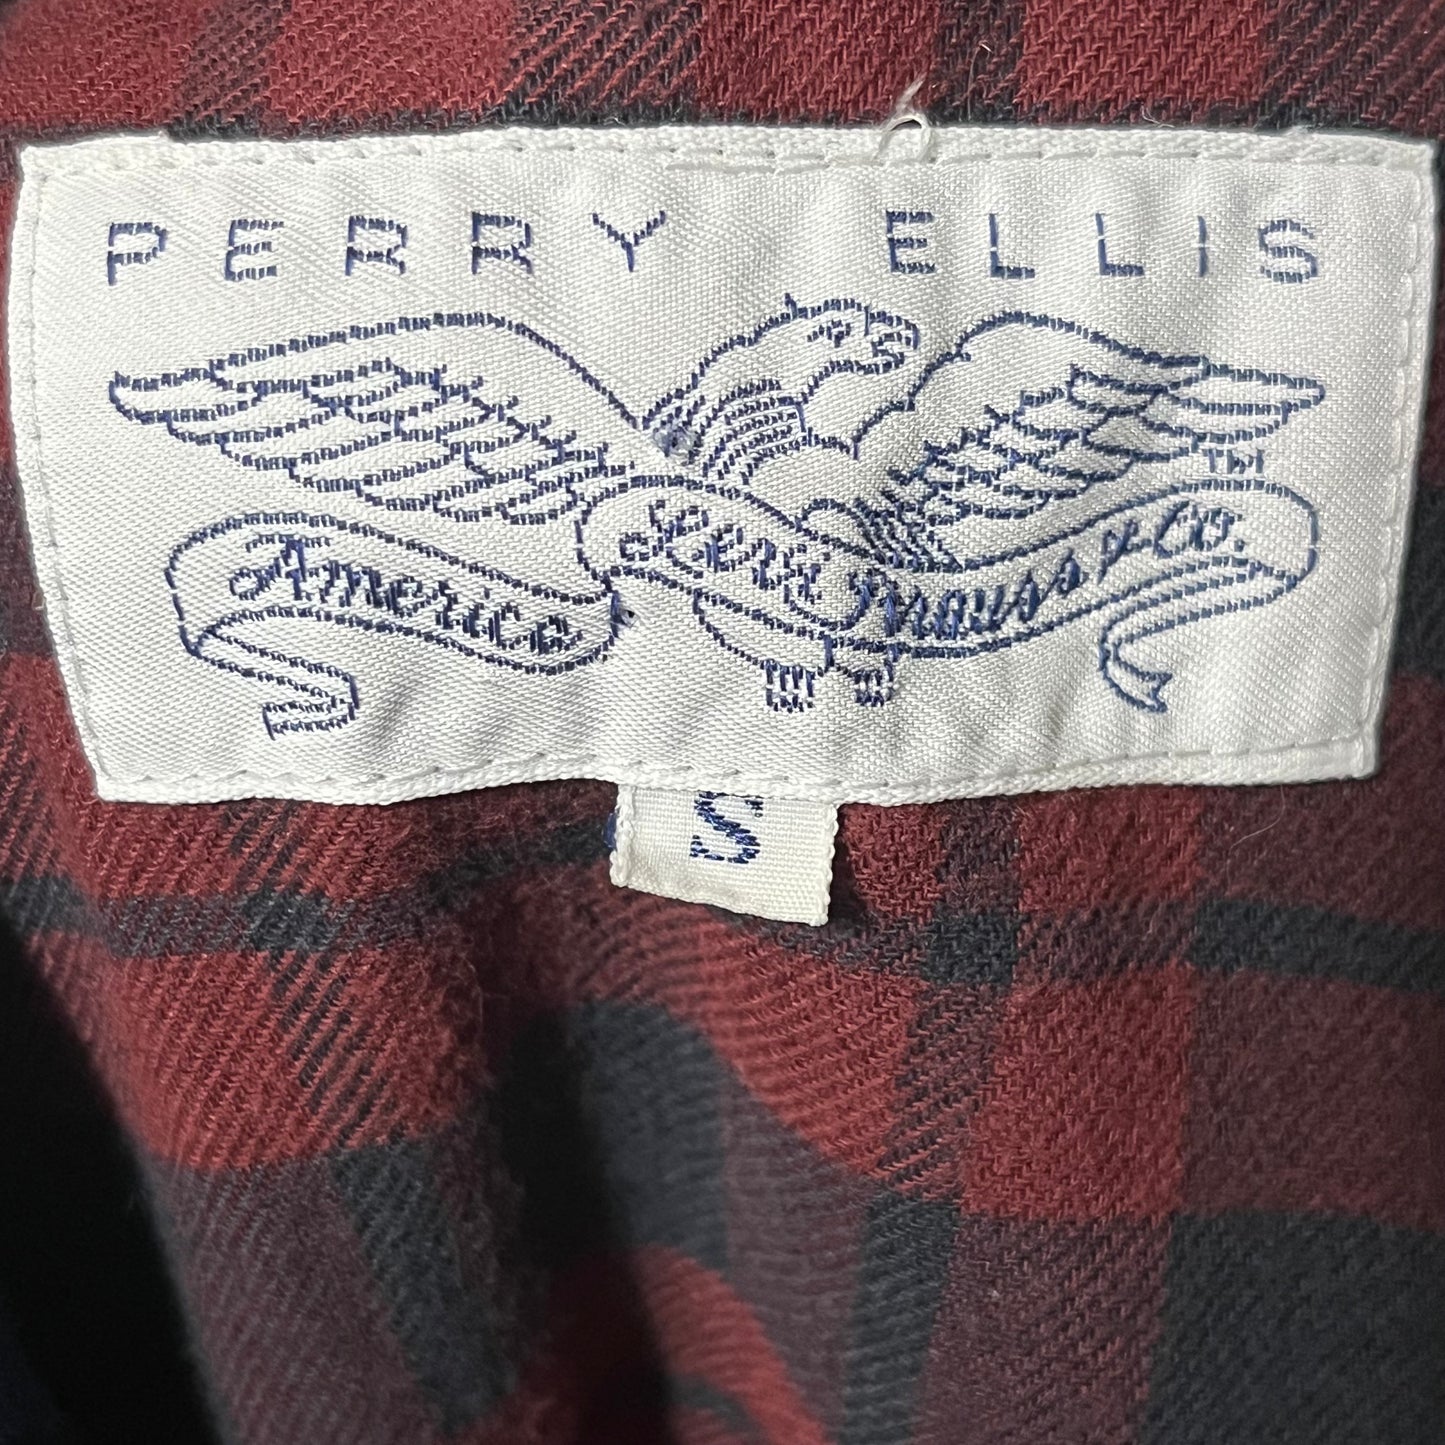 PERRY ELLIS
America Levi Strauss & Co. TM
S